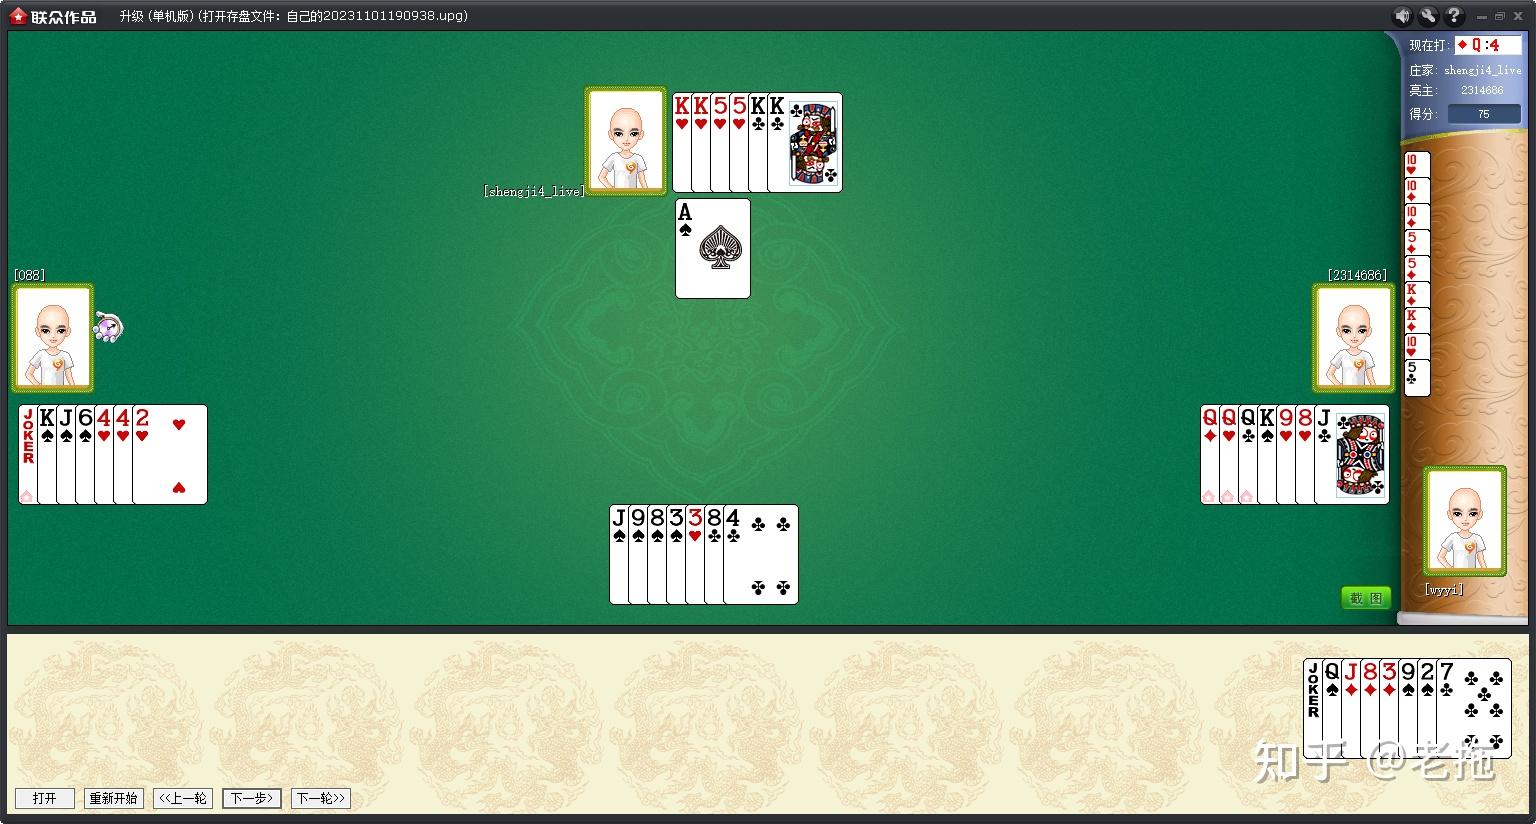 联众作品 升级 (单机版) (打开存盘文件：自己的20231101190938.upg)
现在打: ♦ Q :4
庄家: shengji4_live
亮主: 2314686
得分: 75
K K 5 5 K K
[shengji4_live]
A
[088]
[2314686]
10
10
10
5
5
K
K
10
5
JOKER K J 6 4 4 2
Q Q Q K 9 8 J
J 9 8 3 3 8 4
截 图
[wyyi]
JOKER Q J 8 3 9 2 7
知乎 @老拖
打开 重新开始 <<上一轮 下一步> 下一轮>>